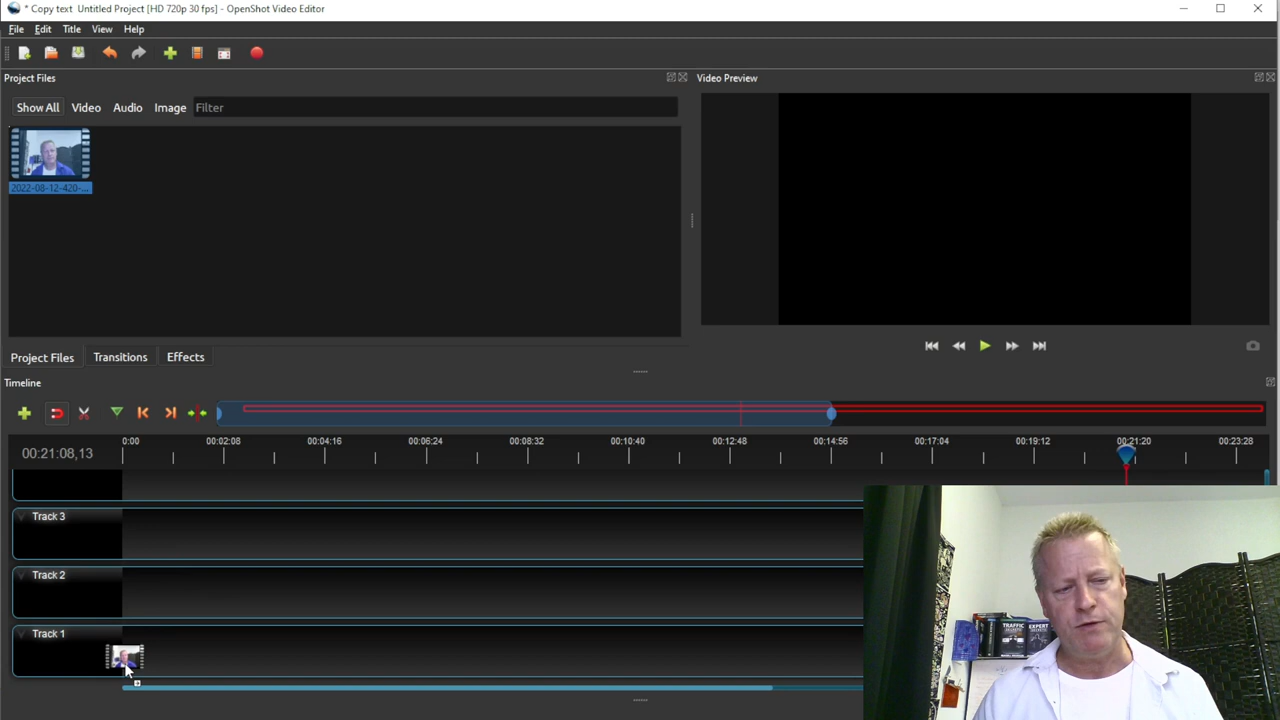 * Copy text Untitled Project [HD 720p 30 fps] - OpenShot Video Editor
File Edit Title View Help
Project Files
Video Preview
Show All Video Audio Image Filter
2022-08-12-420-...
Project Files Transitions Effects
Timeline
00:21:08,13
0:00 00:02:08 00:04:16 00:06:24 00:08:32 00:10:40 00:12:48 00:14:56 00:17:04 00:19:12 00:21:20 00:23:28
Track 3
Track 2
Track 1
TRAFFIC
EXPERT